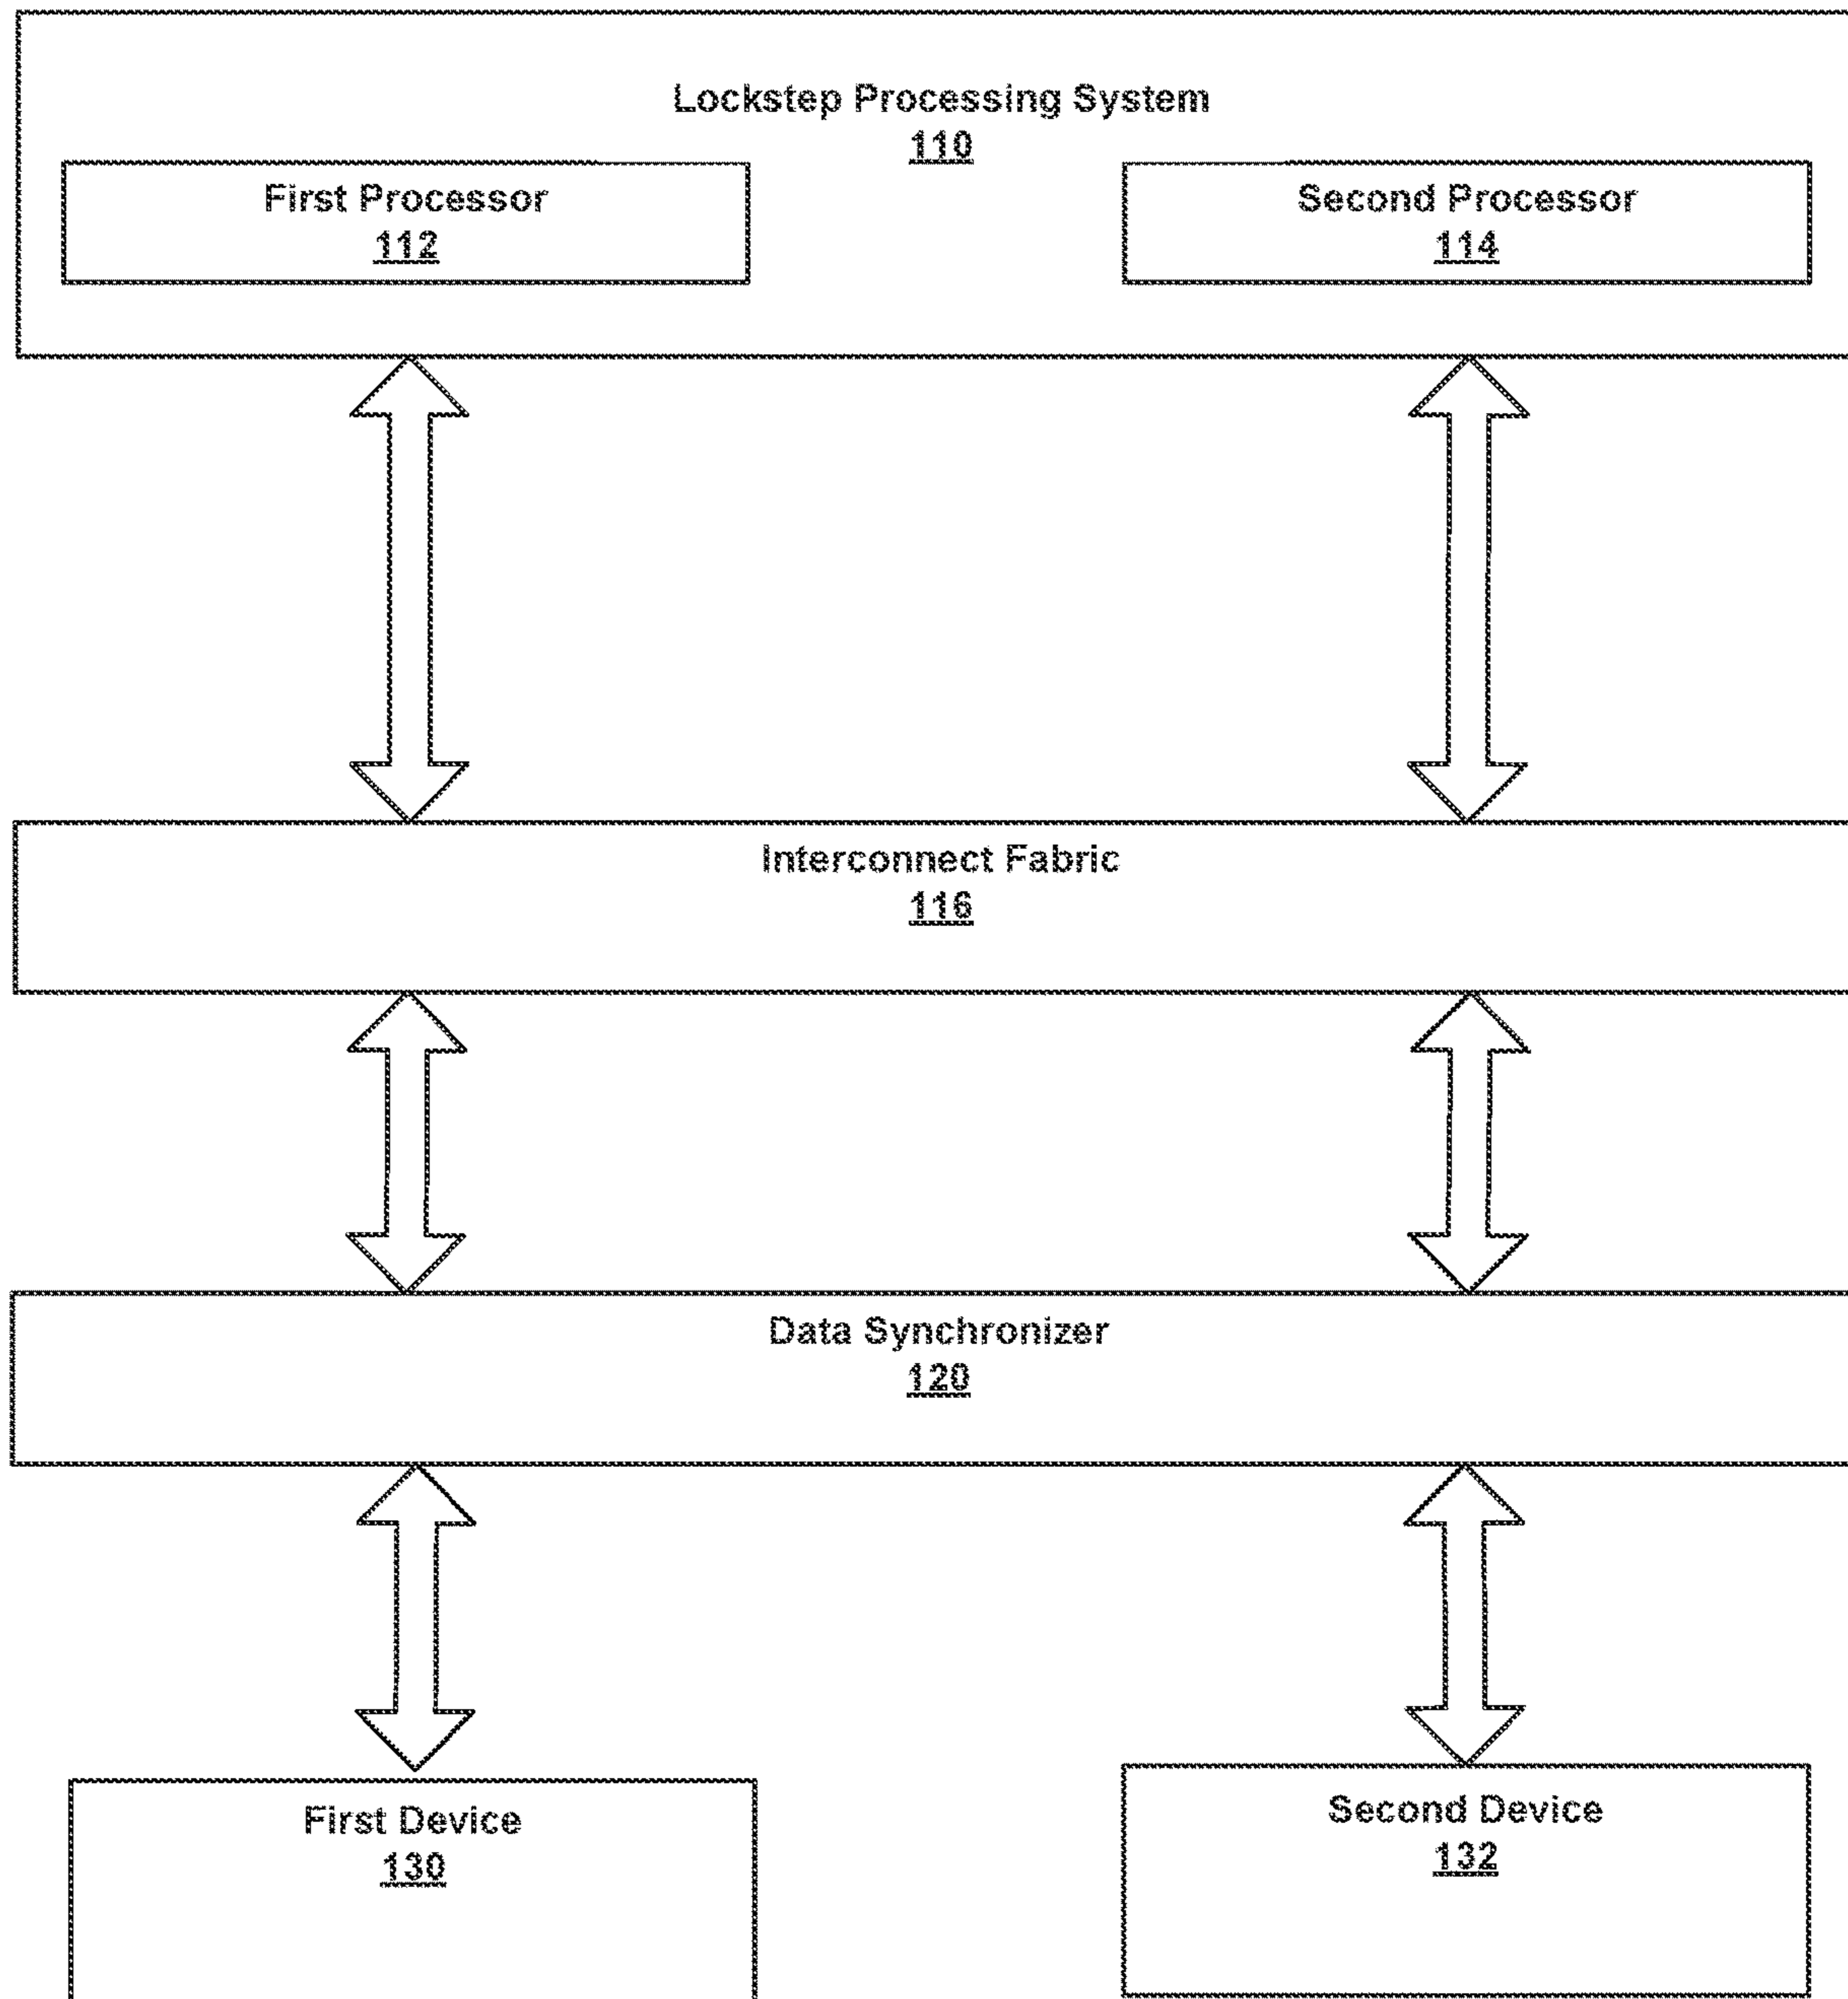 Lockstep Processing System
110
First Processor
112
Second Processor
114
Interconnect Fabric
116
Data Synchronizer
120
First Device
130
Second Device
132